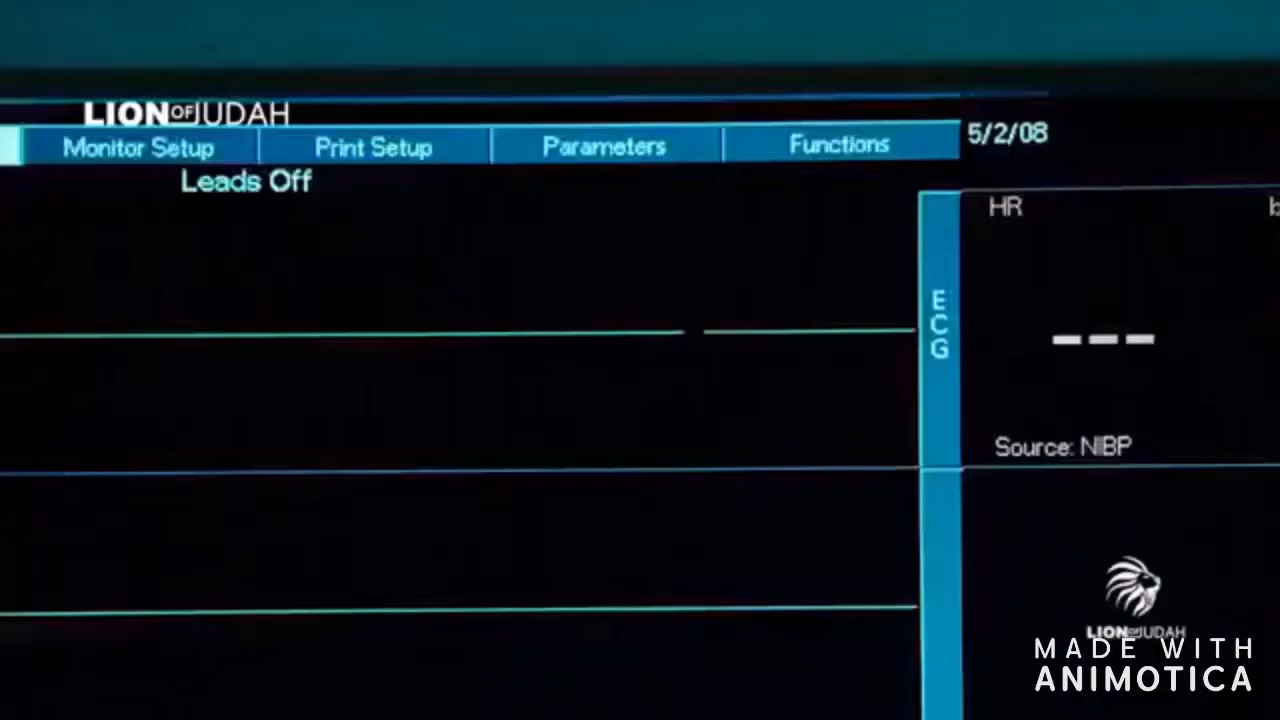 LION OF JUDAH
Monitor Setup
Print Setup
Parameters
Functions
5/2/08
Leads Off
HR
ECG
Source: NIBP
LION OF JUDAH
MADE WITH
ANIMOTICA